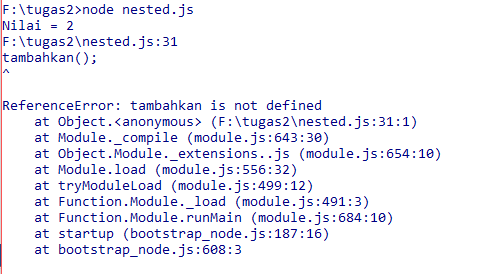 F:\tugas2>node nested.js
Nilai = 2
F:\tugas2\nested.js:31
tambahkan();
^
ReferenceError: tambahkan is not defined
    at Object.<anonymous> (F:\tugas2\nested.js:31:1)
    at Module._compile (module.js:643:30)
    at Object.Module._extensions..js (module.js:654:10)
    at Module.load (module.js:556:32)
    at tryModuleLoad (module.js:499:12)
    at Function.Module._load (module.js:491:3)
    at Function.Module.runMain (module.js:684:10)
    at startup (bootstrap_node.js:187:16)
    at bootstrap_node.js:608:3